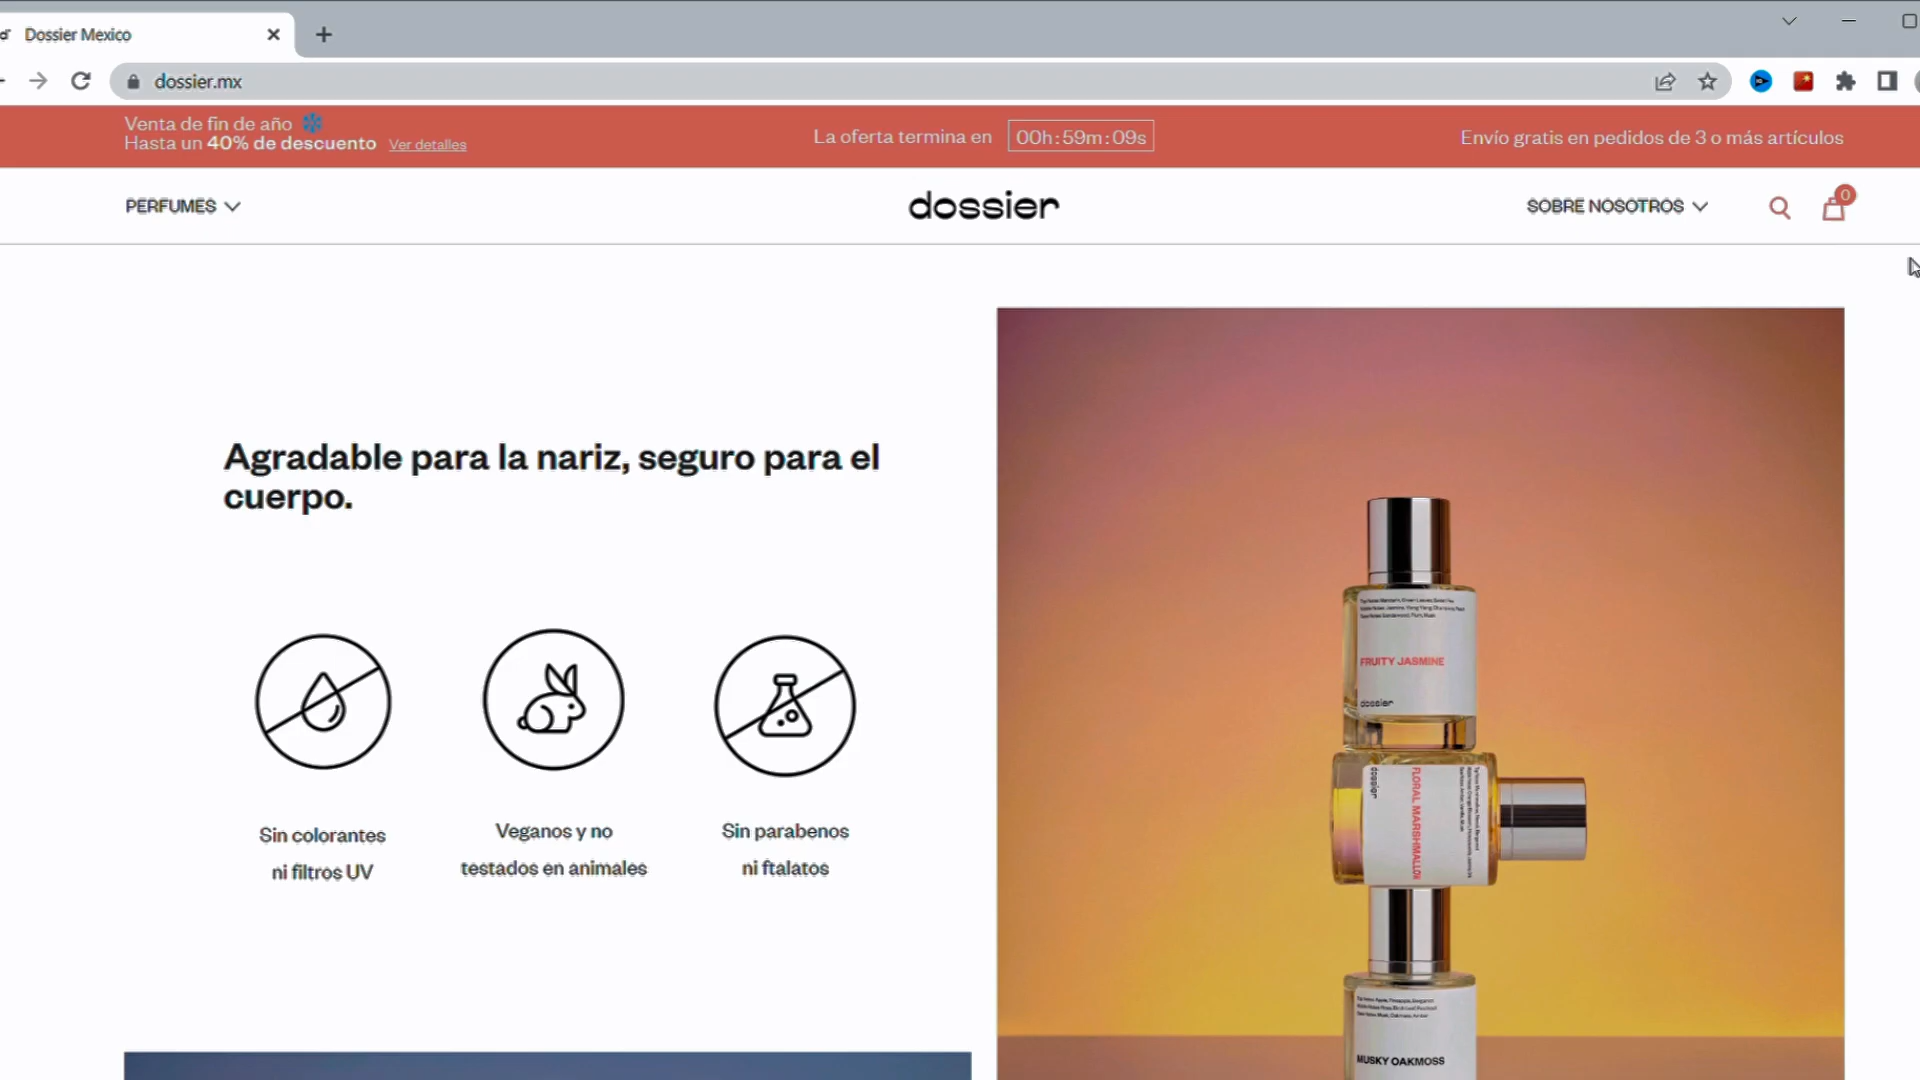 Dossier Mexico
dossier.mx
Venta de fin de año
Hasta un 40% de descuento Ver detalles
La oferta termina en 00h:59m:09s
Envío gratis en pedidos de 3 o más artículos
PERFUMES
dossier
SOBRE NOSOTROS
0
Agradable para la nariz, seguro para el
cuerpo.
Sin colorantes
ni filtros UV
Veganos y no
testados en animales
Sin parabenos
ni ftalatos
FRUITY JASMINE
dossier
dossier
FLORAL MARSHMALLOW
MUSKY OAKMOSS